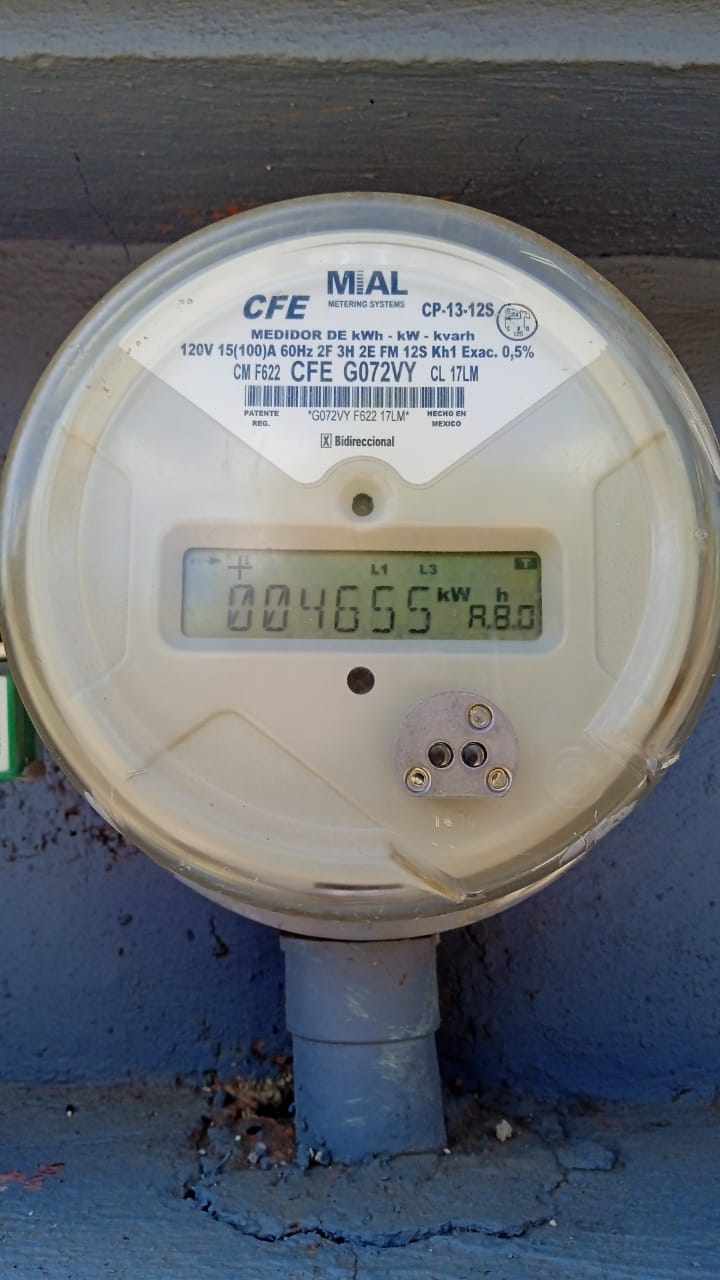 MIAL
METERING SYSTEMS
CFE
CP-13-12S
MEDIDOR DE kWh - kW - kvarh
120V 15(100)A 60Hz 2F 3H 2E FM 12S Kh1 Exac. 0,5%
CM F622 CFE G072VY CL 17LM
PATENTE REG.
*G072VY F622 17LM*
HECHO EN MEXICO
X Bidireccional
L1 L3 T
004655 kW h A.B.0